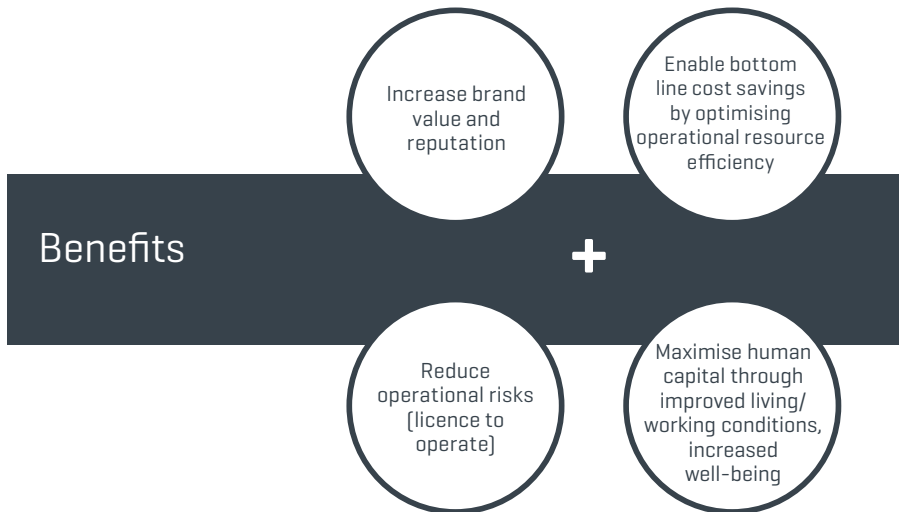 Increase brand
value and
reputation
Enable bottom
line cost savings
by optimising
operational resource
efficiency
Benefits
+
Reduce
operational risks
(licence to
operate)
Maximise human
capital through
improved living/
working conditions,
increased
well-being